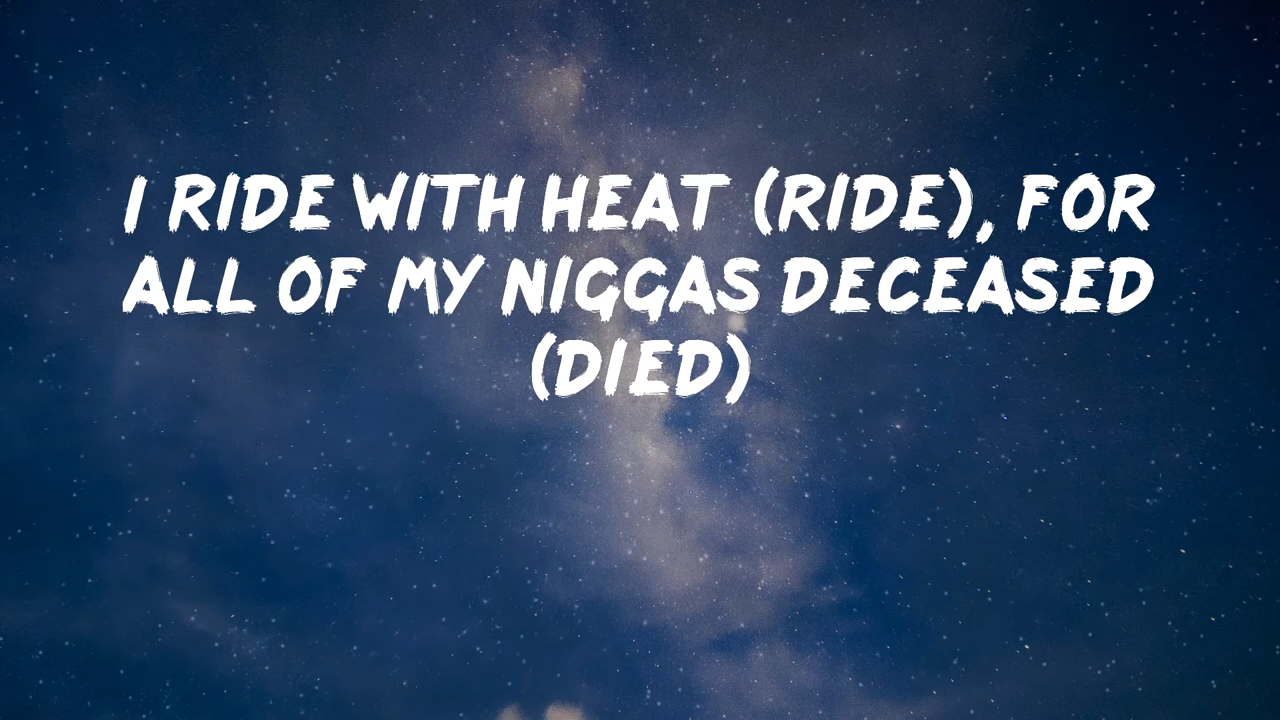 I RIDE WITH HEAT (RIDE), FOR
ALL OF MY NIGGAS DECEASED
(DIED)